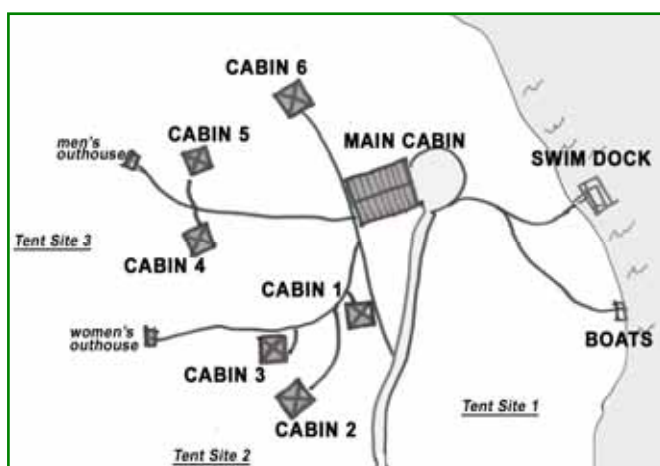 CABIN 6
MAIN CABIN
CABIN 5
men's
outhouse
SWIM DOCK
Tent Site 3
CABIN 4
CABIN 1
women's
outhouse
CABIN 3
BOATS
CABIN 2
Tent Site 1
Tent Site 2